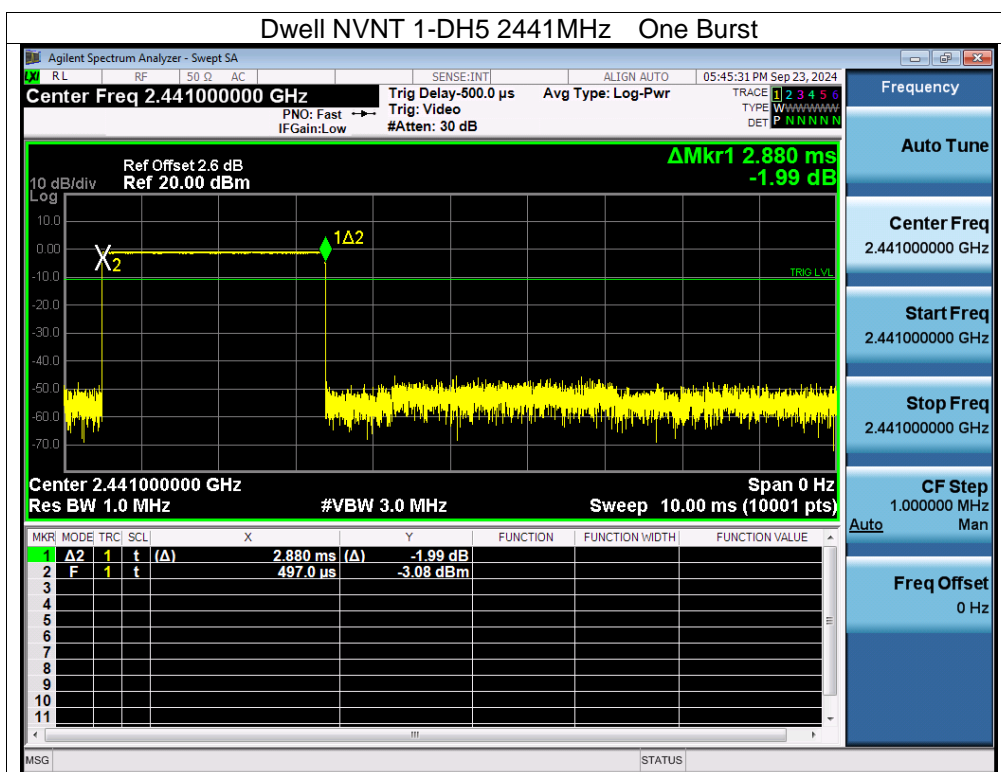 Dwell NVNT 1-DH5 2441MHz One Burst
Agilent Spectrum Analyzer - Swept SA
LXI RL RF 50 Ω AC SENSE:INT ALIGN AUTO 05:45:31 PM Sep 23, 2024
Center Freq 2.441000000 GHz Trig Delay-500.0 µs Avg Type: Log-Pwr TRACE 1 2 3 4 5 6
PNO: Fast Trig: Video TYPE WWWWWW
IFGain:Low #Atten: 30 dB DET P NNNNN
ΔMkr1 2.880 ms
-1.99 dB
Ref Offset 2.6 dB
10 dB/div Ref 20.00 dBm
Log
10.0
0.00
-10.0
-20.0
-30.0
-40.0
-50.0
-60.0
-70.0
1Δ2
2
TRIG LVL
Center 2.441000000 GHz Span 0 Hz
Res BW 1.0 MHz #VBW 3.0 MHz Sweep 10.00 ms (10001 pts)
MKR MODE TRC SCL X Y FUNCTION FUNCTION WIDTH FUNCTION VALUE
1 Δ2 1 t (Δ) 2.880 ms (Δ) -1.99 dB
2 F 1 t 497.0 µs -3.08 dBm
3
4
5
6
7
8
9
10
11
MSG STATUS
Frequency
Auto Tune
Center Freq
2.441000000 GHz
Start Freq
2.441000000 GHz
Stop Freq
2.441000000 GHz
CF Step
1.000000 MHz
Auto Man
Freq Offset
0 Hz